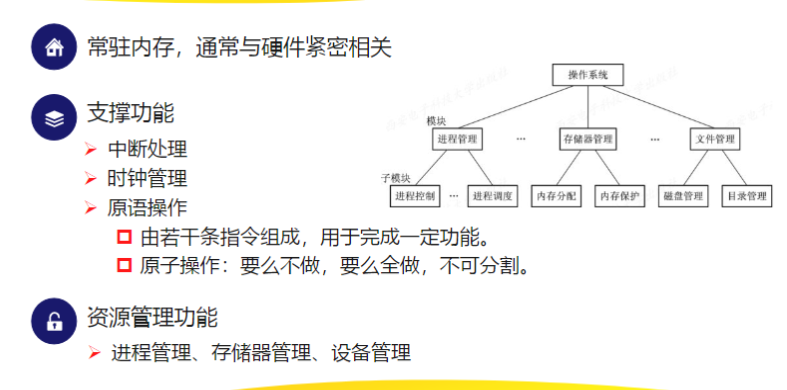 常驻内存，通常与硬件紧密相关
支撑功能
中断处理
时钟管理
原语操作
由若干条指令组成，用于完成一定功能。
原子操作：要么不做，要么全做，不可分割。
资源管理功能
进程管理、存储器管理、设备管理
操作系统
模块
进程管理 … 存储器管理 … 文件管理
子模块
进程控制 … 进程调度 内存分配 内存保护 磁盘管理 目录管理